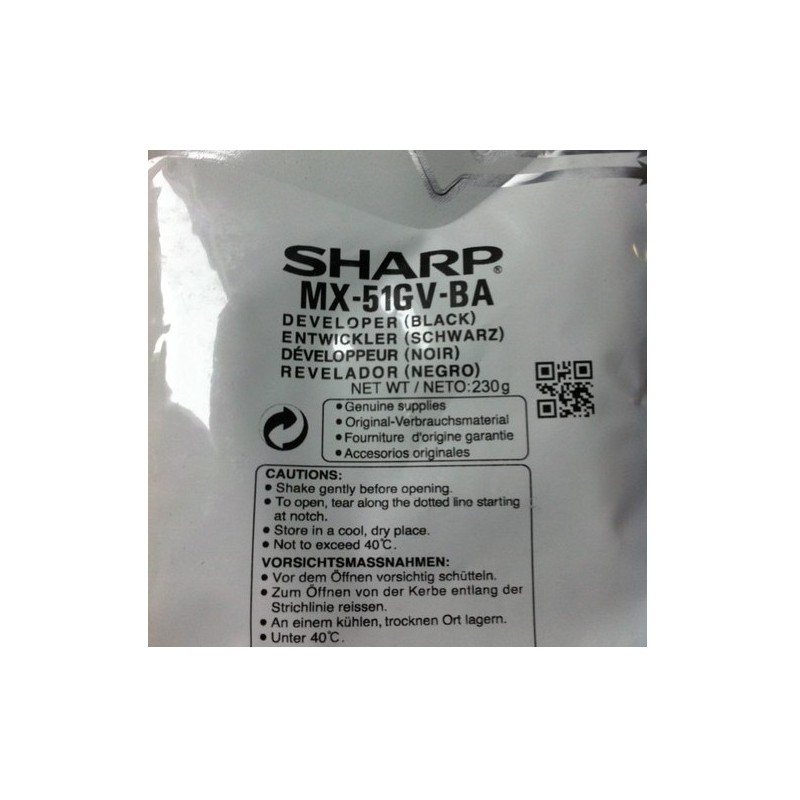 SHARP®
MX-51GV-BA
DEVELOPER (BLACK)
ENTWICKLER (SCHWARZ)
DÉVELOPPEUR (NOIR)
REVELADOR (NEGRO)
NET WT / NETO: 230g
• Genuine supplies
• Original-Verbrauchsmaterial
• Fourniture d'origine garantie
• Accesorios originales
CAUTIONS:
• Shake gently before opening.
• To open, tear along the dotted line starting
at notch.
• Store in a cool, dry place.
• Not to exceed 40℃.
VORSICHTSMASSNAHMEN:
• Vor dem Öffnen vorsichtig schütteln.
• Zum Öffnen von der Kerbe entlang der
Strichlinie reissen.
• An einem kühlen, trocknen Ort lagern.
• Unter 40℃.